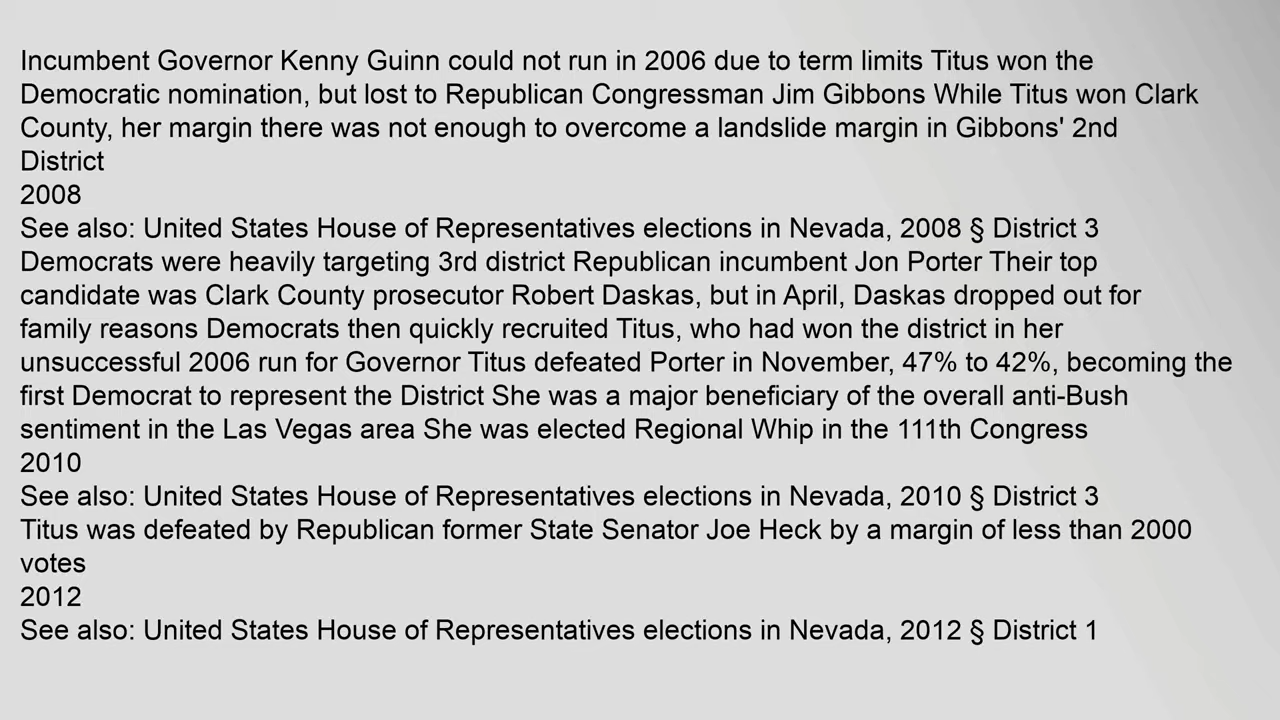 Incumbent Governor Kenny Guinn could not run in 2006 due to term limits Titus won the
Democratic nomination, but lost to Republican Congressman Jim Gibbons While Titus won Clark
County, her margin there was not enough to overcome a landslide margin in Gibbons' 2nd
District
2008
See also: United States House of Representatives elections in Nevada, 2008 § District 3
Democrats were heavily targeting 3rd district Republican incumbent Jon Porter Their top
candidate was Clark County prosecutor Robert Daskas, but in April, Daskas dropped out for
family reasons Democrats then quickly recruited Titus, who had won the district in her
unsuccessful 2006 run for Governor Titus defeated Porter in November, 47% to 42%, becoming the
first Democrat to represent the District She was a major beneficiary of the overall anti-Bush
sentiment in the Las Vegas area She was elected Regional Whip in the 111th Congress
2010
See also: United States House of Representatives elections in Nevada, 2010 § District 3
Titus was defeated by Republican former State Senator Joe Heck by a margin of less than 2000
votes
2012
See also: United States House of Representatives elections in Nevada, 2012 § District 1